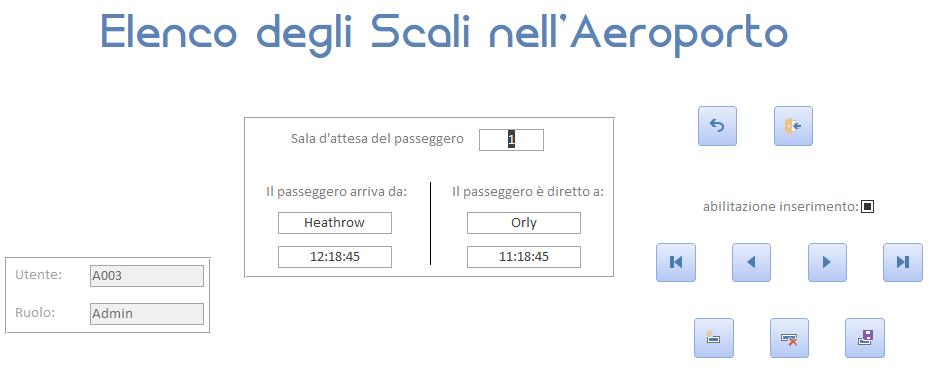 Elenco degli Scali nell'Aeroporto
Sala d'attesa del passeggero 1
Il passeggero arriva da: Il passeggero è diretto a:
Heathrow Orly
12:18:45 11:18:45
abilitazione inserimento:
Utente: A003
Ruolo: Admin